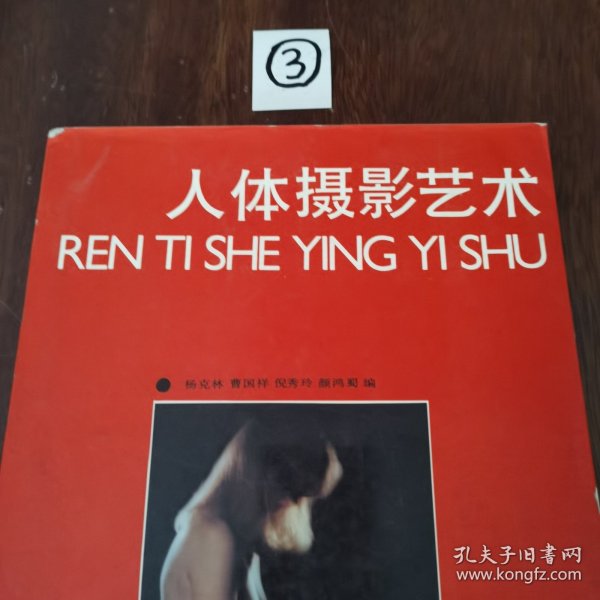 ③
人体摄影艺术
REN TI SHE YING YI SHU
● 杨克林 曹国样 倪秀玲 颜鸿蜀 编
孔夫子旧书网
www.kongfz.com